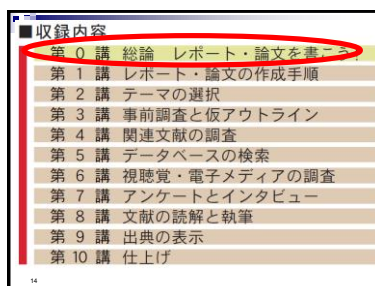 ■収録内容
第 0 講 総論 レポート・論文を書こう!
第 1 講 レポート・論文の作成手順
第 2 講 テーマの選択
第 3 講 事前調査と仮アウトライン
第 4 講 関連文献の調査
第 5 講 データベースの検索
第 6 講 視聴覚・電子メディアの調査
第 7 講 アンケートとインタビュー
第 8 講 文献の読解と執筆
第 9 講 出典の表示
第 10 講 仕上げ
14